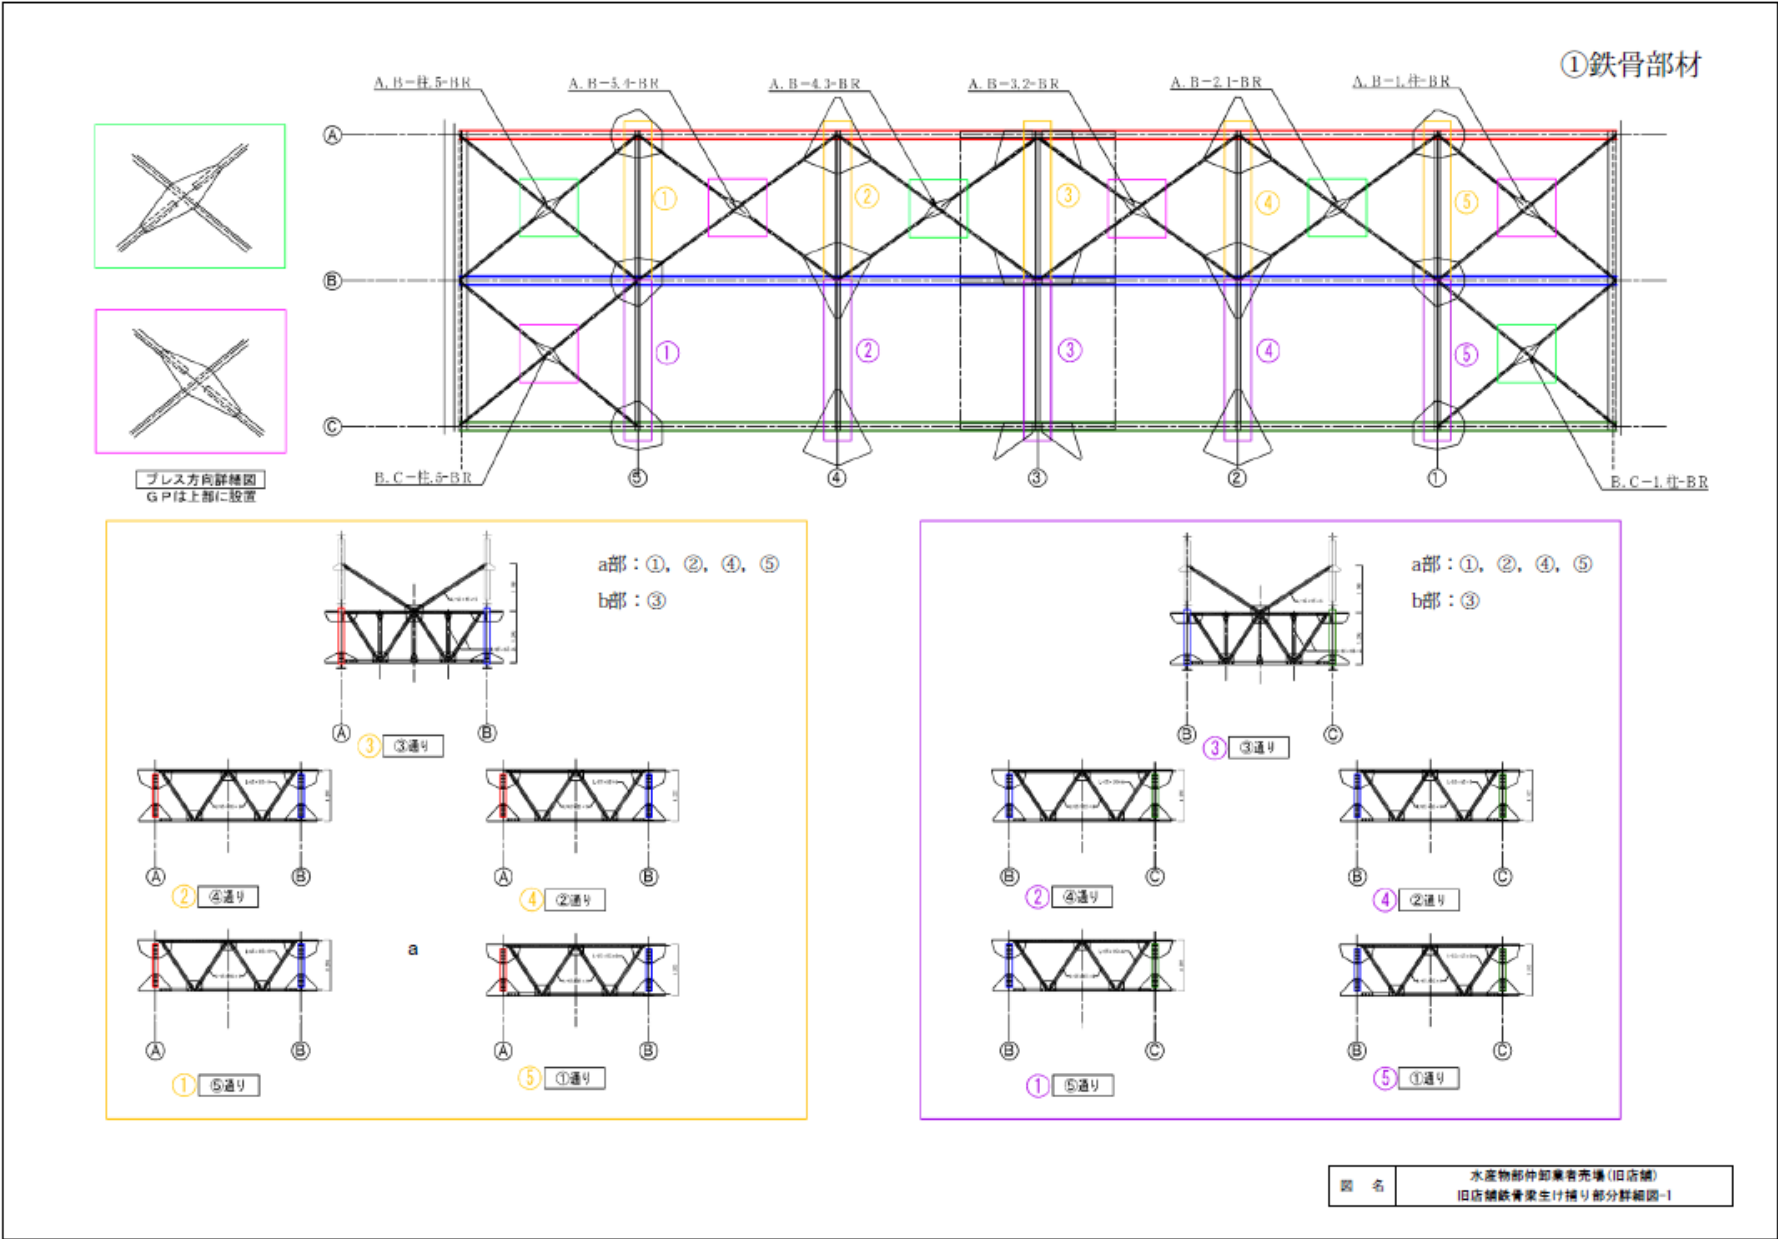 ①鉄骨部材
A.B-柱.5-BR
A.B-5.4-BR
A.B-4.3-BR
A.B-3.2-BR
A.B-2.1-BR
A.B-1.柱-BR
Ⓐ
① ② ③ ④ ⑤
Ⓑ
① ② ③ ④ ⑤
Ⓒ
B.C-柱.5-BR
⑤ ④ ③ ② ①
B.C-1.柱-BR
ブレス方向詳細図
GPは上部に設置
a部：①，②，④，⑤
b部：③
Ⓐ Ⓑ
③ ③通り
Ⓐ Ⓑ
② ④通り
Ⓐ Ⓑ
④ ②通り
a
Ⓐ Ⓑ
① ⑤通り
Ⓐ Ⓑ
⑤ ①通り
a部：①，②，④，⑤
b部：③
Ⓑ Ⓒ
③ ③通り
Ⓑ Ⓒ
② ④通り
Ⓑ Ⓒ
④ ②通り
Ⓑ Ⓒ
① ⑤通り
Ⓑ Ⓒ
⑤ ①通り
図 名
水産物部仲卸業者売場(旧店舗)
旧店舗鉄骨梁生け捕り部分詳細図-1